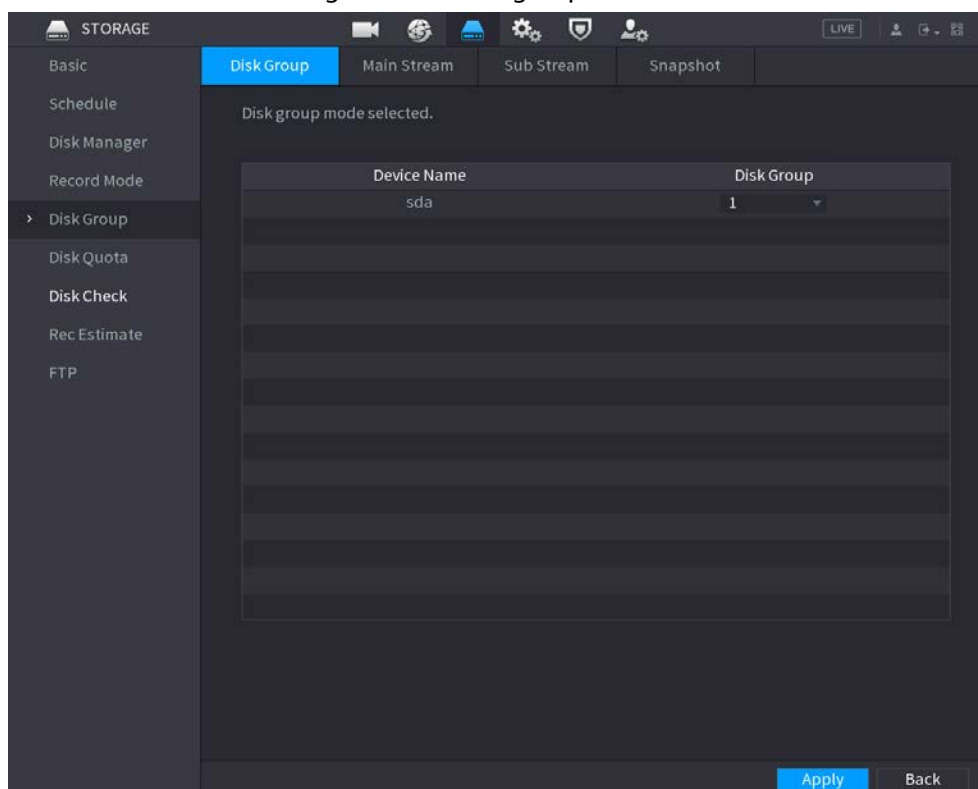 STORAGE LIVE
Basic
Schedule
Disk Manager
Record Mode
Disk Group
Disk Quota
Disk Check
Rec Estimate
FTP
Disk Group Main Stream Sub Stream Snapshot
Disk group mode selected.
Device Name Disk Group
sda 1
Apply Back